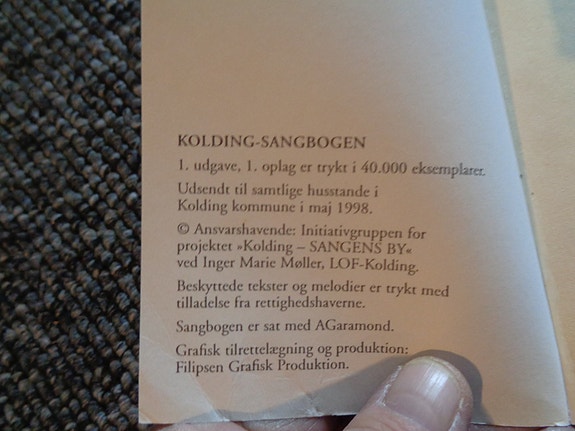 KOLDING-SANGBOGEN
1. udgave, 1. oplag er trykt i 40.000 eksemplarer.
Udsendt til samtlige husstande i
Kolding kommune i maj 1998.
© Ansvarshavende: Initiativgruppen for
projektet »Kolding – SANGENS BY«
ved Inger Marie Møller, LOF-Kolding.
Beskyttede tekster og melodier er trykt med
tilladelse fra rettighedshaverne.
Sangbogen er sat med AGaramond.
Grafisk tilrettelægning og produktion:
Filipsen Grafisk Produktion.